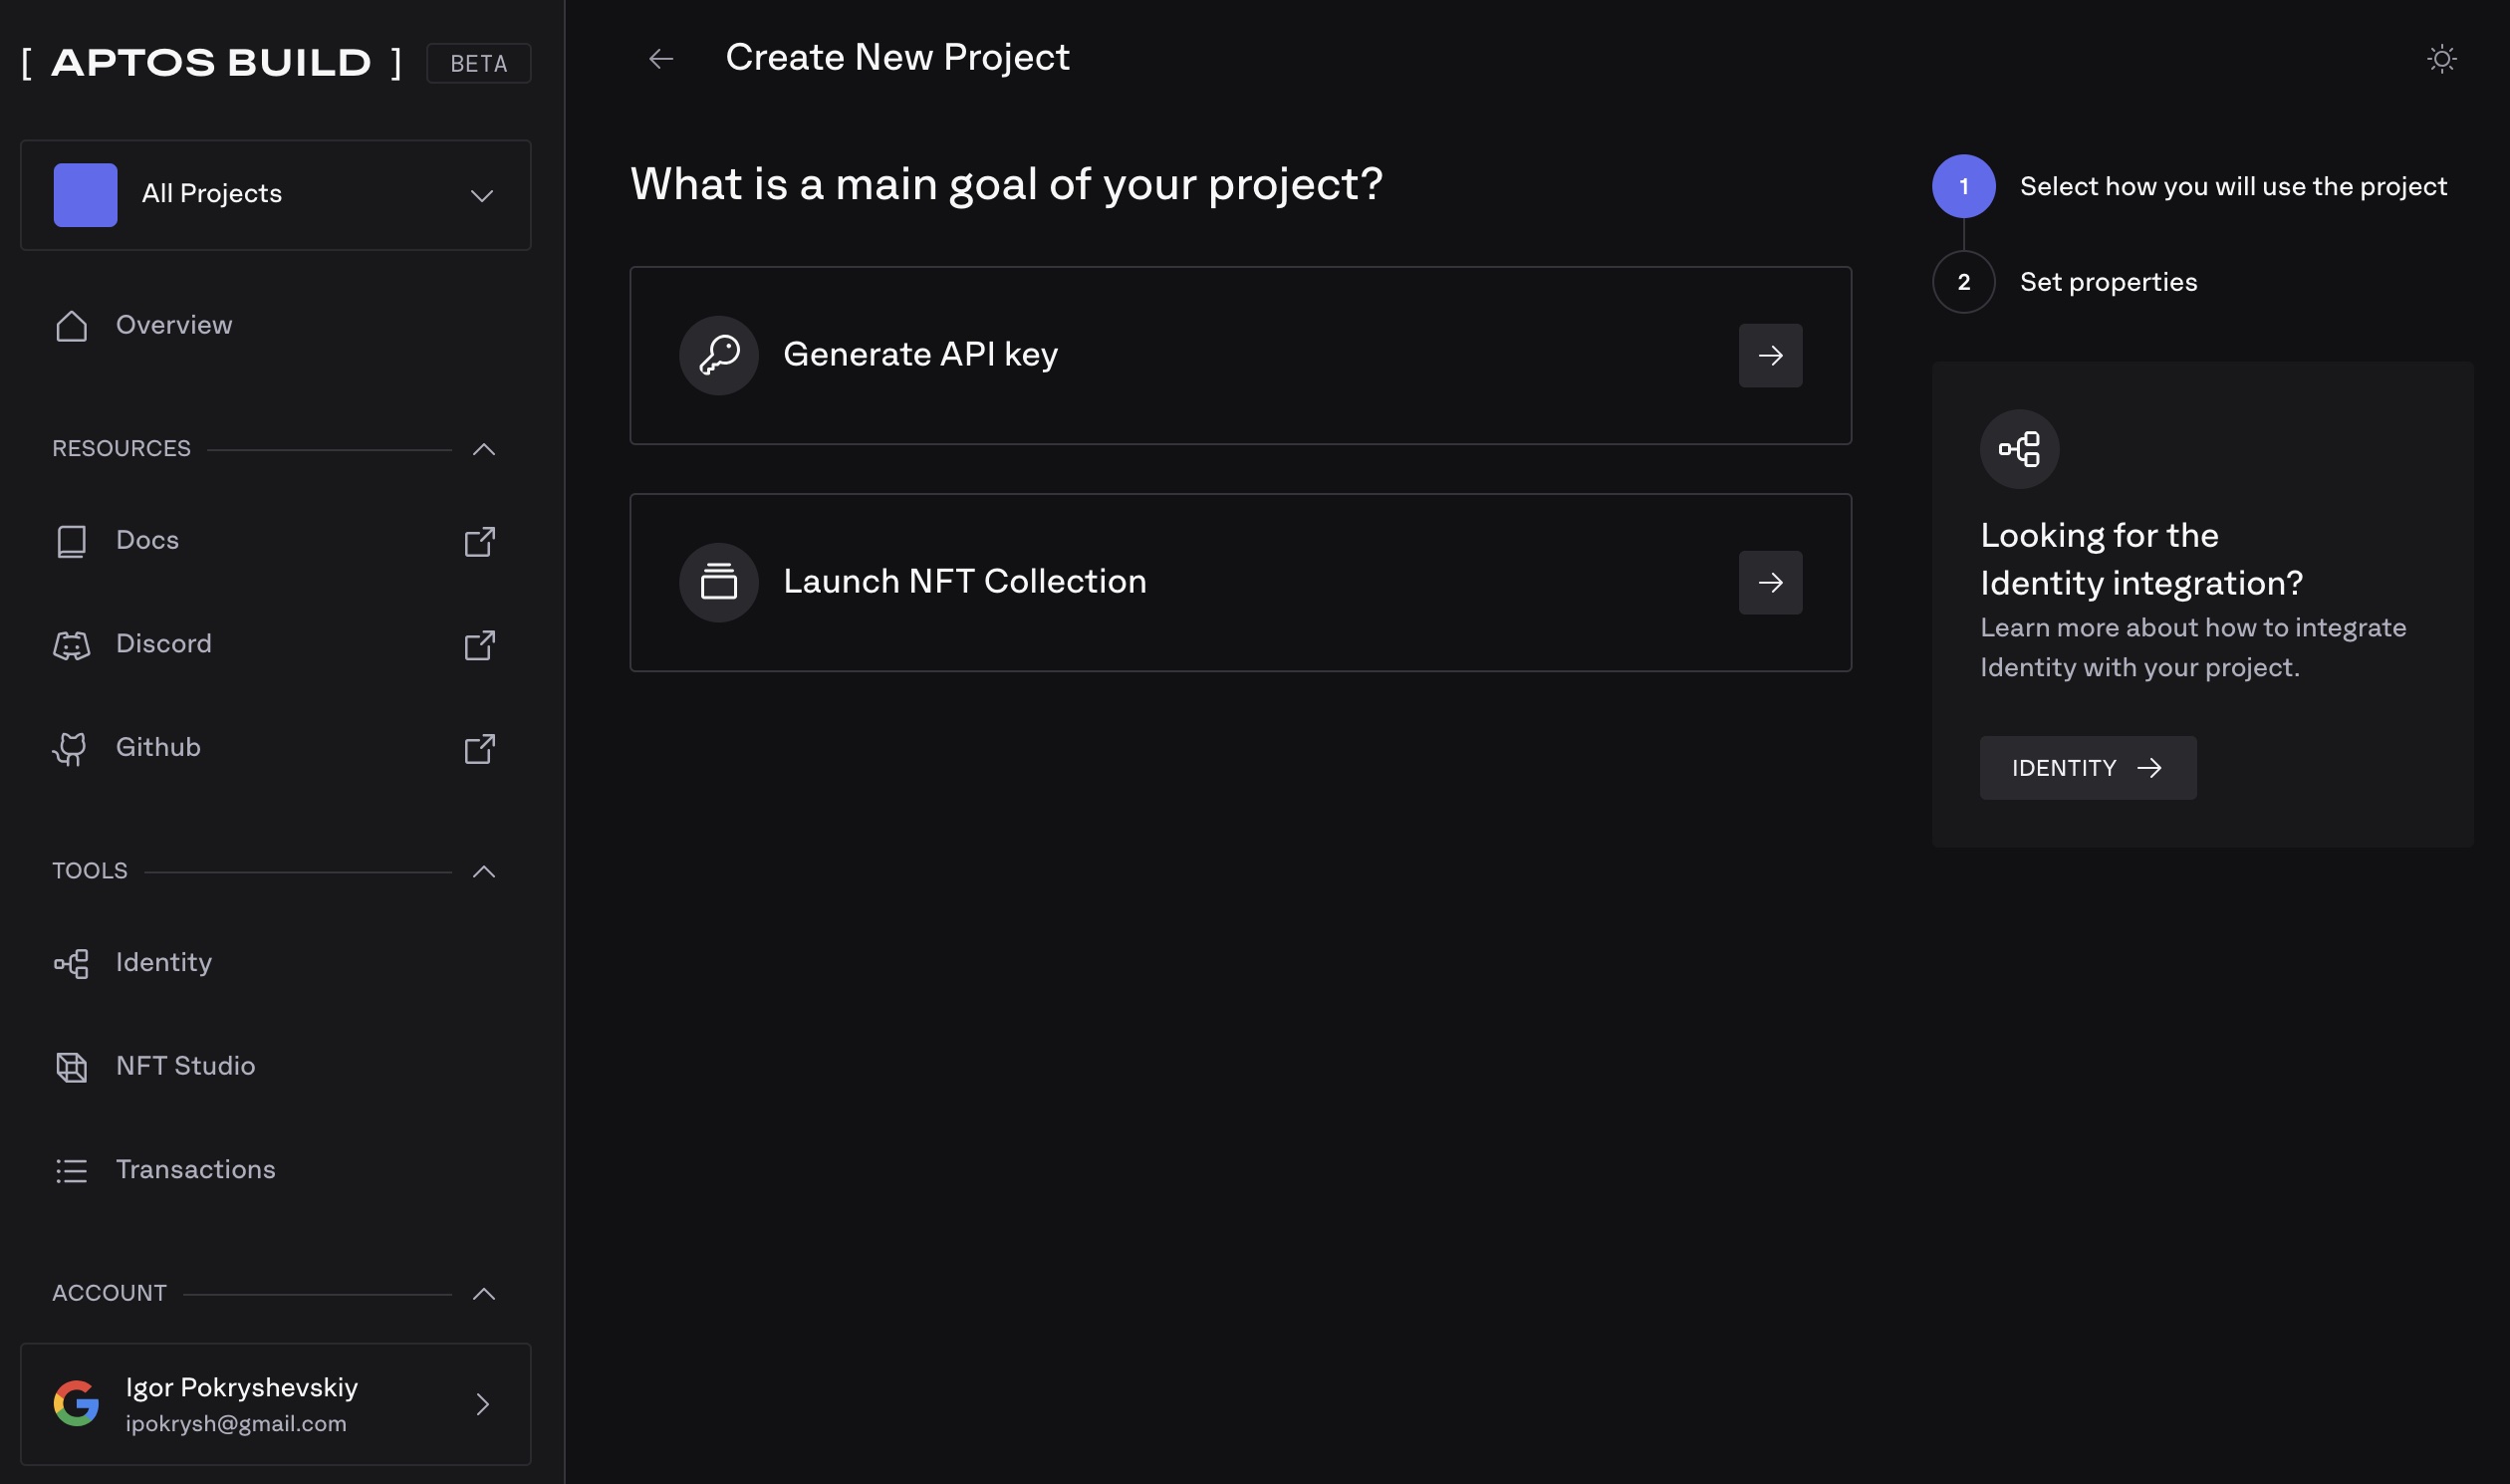 [ APTOS BUILD ]
BETA
All Projects
Overview
RESOURCES
Docs
Discord
Github
TOOLS
Identity
NFT Studio
Transactions
ACCOUNT
Igor Pokryshevskiy
ipokrysh@gmail.com
Create New Project
What is a main goal of your project?
Generate API key
Launch NFT Collection
1 Select how you will use the project
2 Set properties
Looking for the
Identity integration?
Learn more about how to integrate
Identity with your project.
IDENTITY